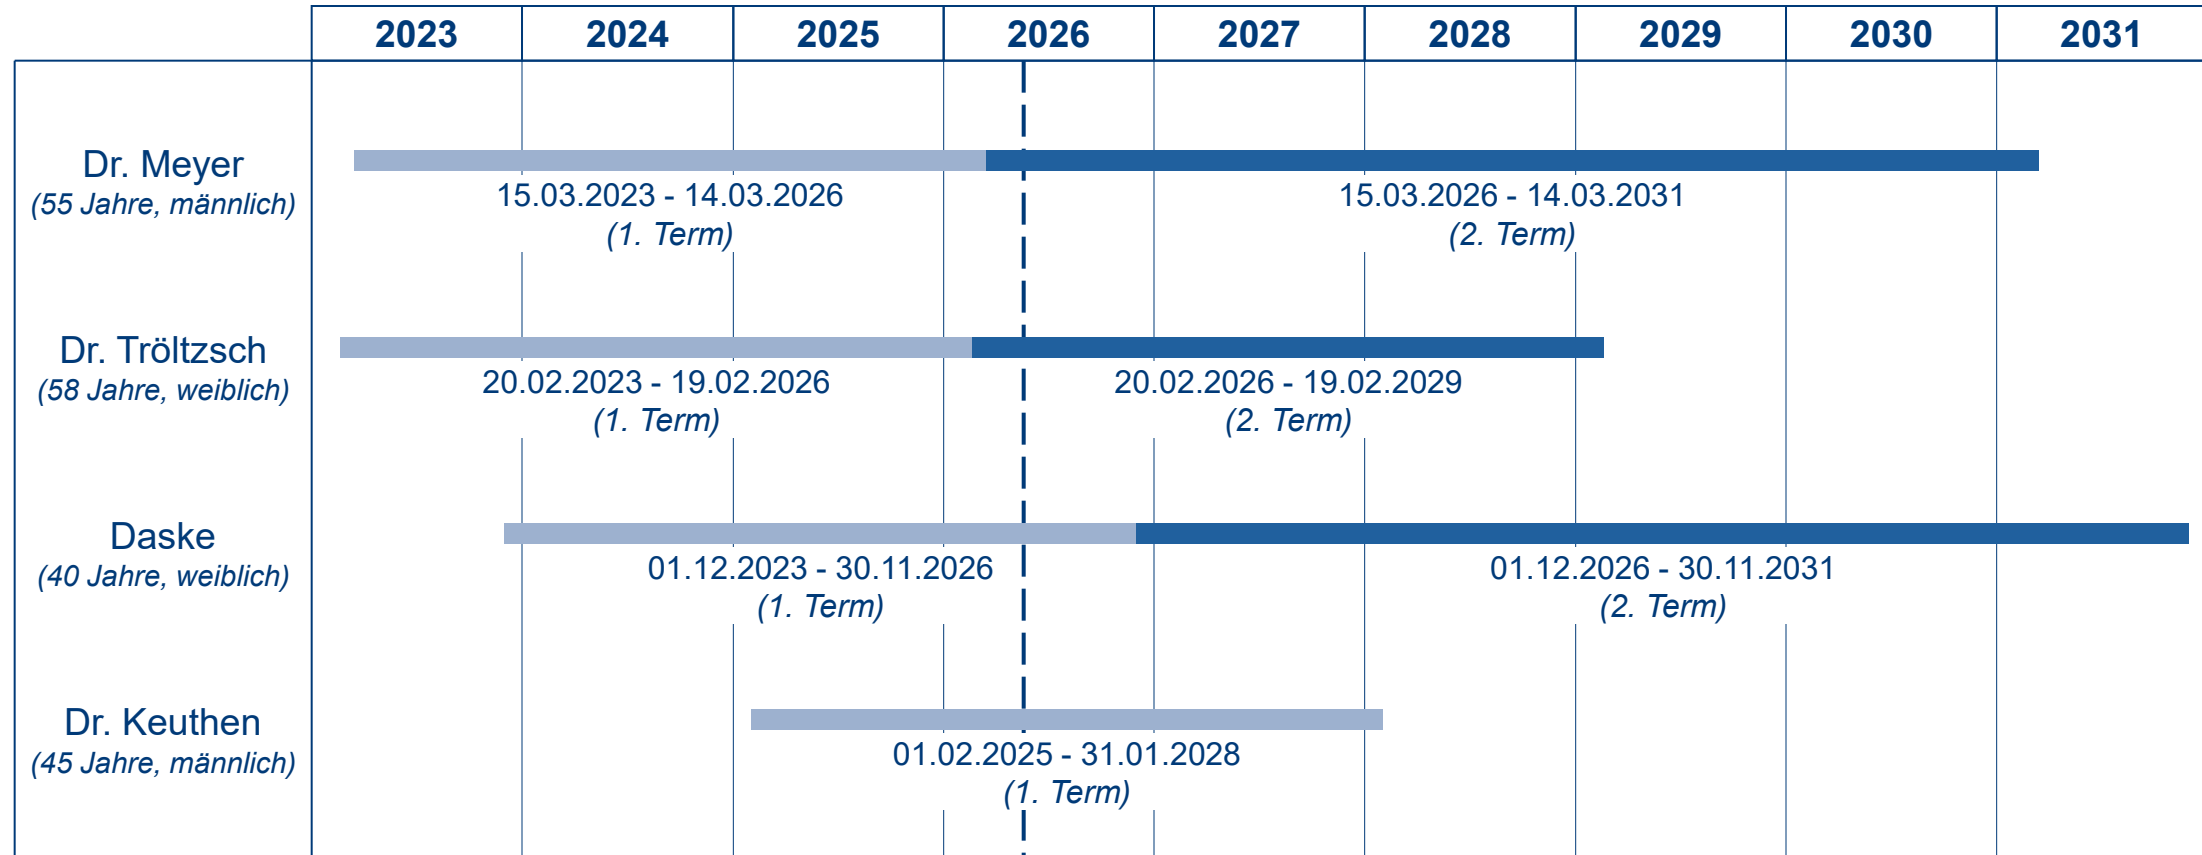 2023 2024 2025 2026 2027 2028 2029 2030 2031
Dr. Meyer
(55 Jahre, männlich)
15.03.2023 - 14.03.2026
(1. Term)
15.03.2026 - 14.03.2031
(2. Term)
Dr. Tröltzsch
(58 Jahre, weiblich)
20.02.2023 - 19.02.2026
(1. Term)
20.02.2026 - 19.02.2029
(2. Term)
Daske
(40 Jahre, weiblich)
01.12.2023 - 30.11.2026
(1. Term)
01.12.2026 - 30.11.2031
(2. Term)
Dr. Keuthen
(45 Jahre, männlich)
01.02.2025 - 31.01.2028
(1. Term)